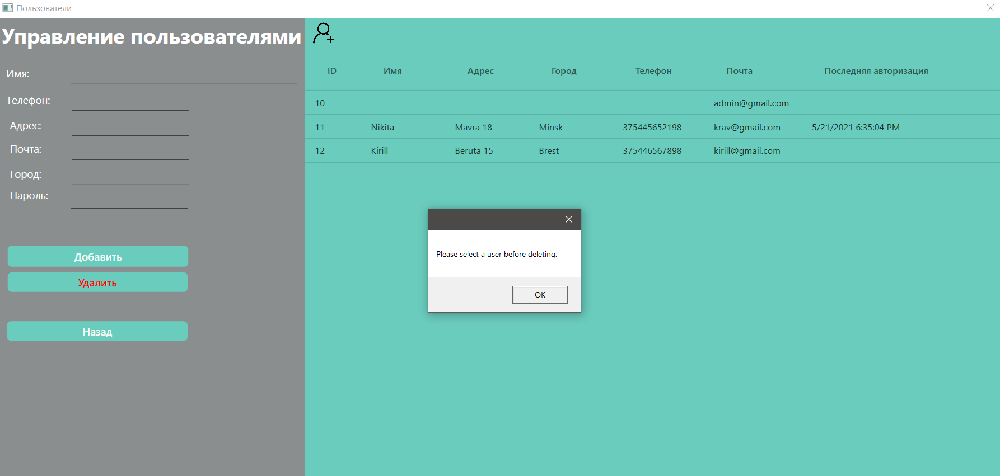 Пользователи
Управление пользователями
Имя:
Телефон:
Адрес:
Почта:
Город:
Пароль:
Добавить
Удалить
Назад
ID Имя Адрес Город Телефон Почта Последняя авторизация
10 admin@gmail.com
11 Nikita Mavra 18 Minsk 375445652198 krav@gmail.com 5/21/2021 6:35:04 PM
12 Kirill Beruta 15 Brest 375446567898 kirill@gmail.com
Please select a user before deleting.
OK